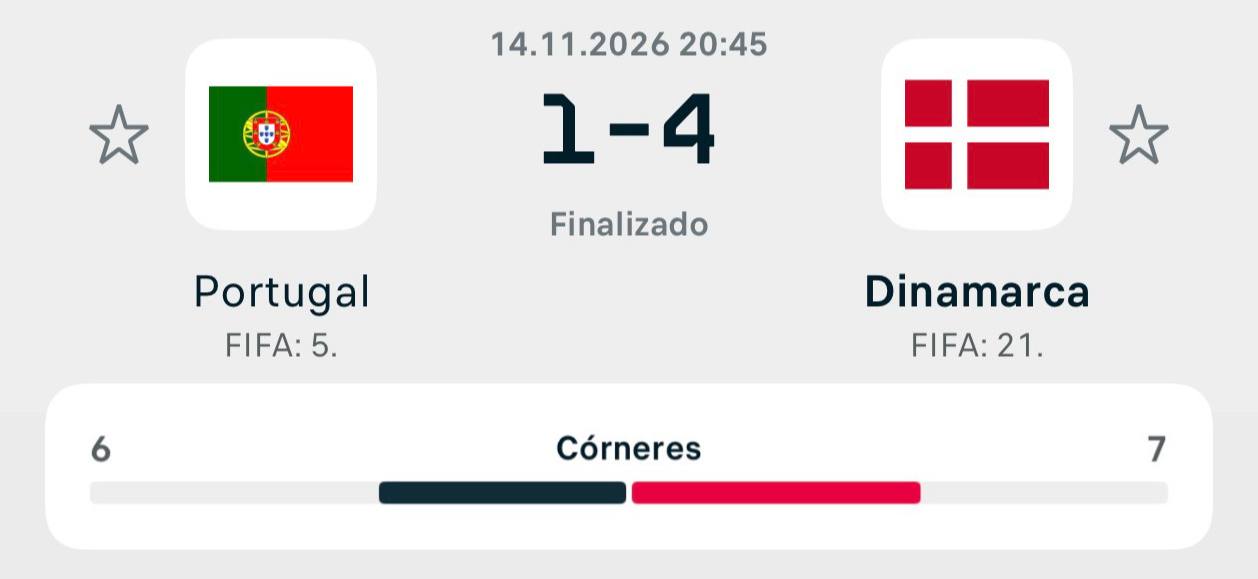 14.11.2026 20:45
1-4
Finalizado
Portugal
Dinamarca
FIFA: 5.
FIFA: 21.
6 Córneres 7